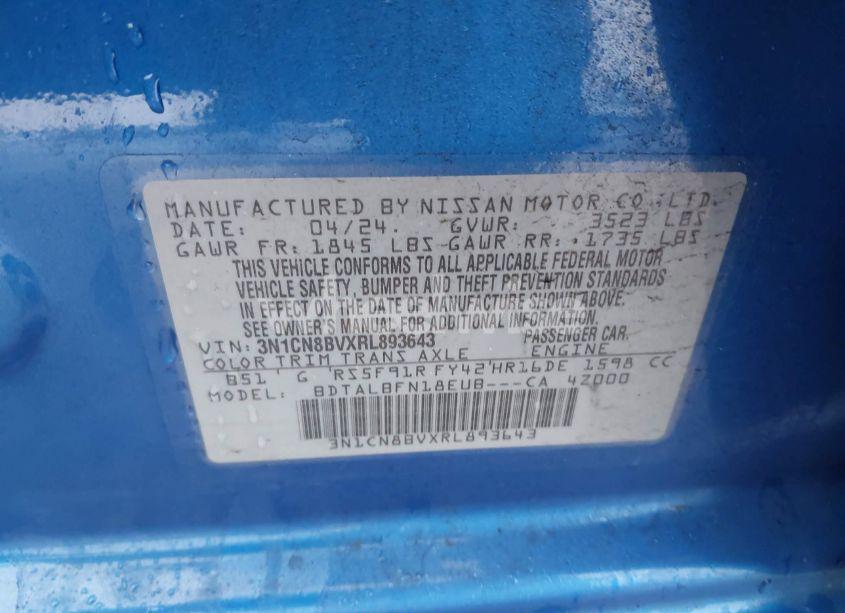 MANUFACTURED BY NISSAN MOTOR CO.,LTD.
DATE: 04/24. GVWR: 3523 LBS
GAWR FR: 1845 LBS GAWR RR: 1735 LBS
THIS VEHICLE CONFORMS TO ALL APPLICABLE FEDERAL MOTOR
VEHICLE SAFETY, BUMPER AND THEFT PREVENTION STANDARDS
IN EFFECT ON THE DATE OF MANUFACTURE SHOWN ABOVE.
SEE OWNER'S MANUAL FOR ADDITIONAL INFORMATION.
VIN: 3N1CN8BVXRL893643 PASSENGER CAR.
COLOR TRIM TRANS AXLE ENGINE
B51 G RS5F91R FY42 HR16DE 1598 CC
MODEL: BDTALBFN18EUB---CA 4Z000
3N1CN8BVXRL893643